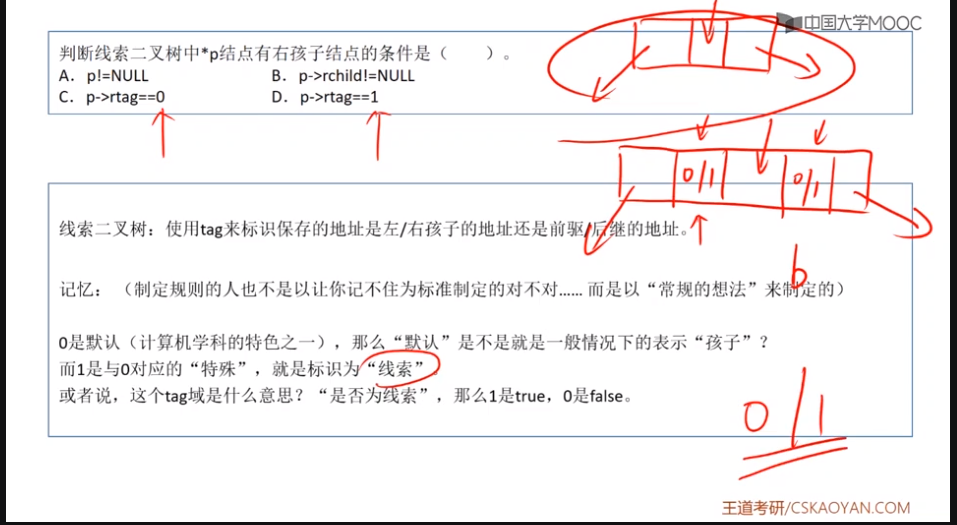 中国大学MOOC
判断线索二叉树中*p结点有右孩子结点的条件是（　　）。
A. p!=NULL B. p->rchild!=NULL
C. p->rtag==0 D. p->rtag==1
0/1 0/1
线索二叉树：使用tag来标识保存的地址是左/右孩子的地址还是前驱/后继的地址。
b
记忆：（制定规则的人也不是以让你记不住为标准制定的对不对…… 而是以“常规的想法”来制定的）
0是默认（计算机学科的特色之一），那么“默认”是不是就是一般情况下的表示“孩子”？
而1是与0对应的“特殊”，就是标识为“线索”。
或者说，这个tag域是什么意思？“是否为线索”，那么1是true，0是false。
0/1
王道考研/CSKAOYAN.COM